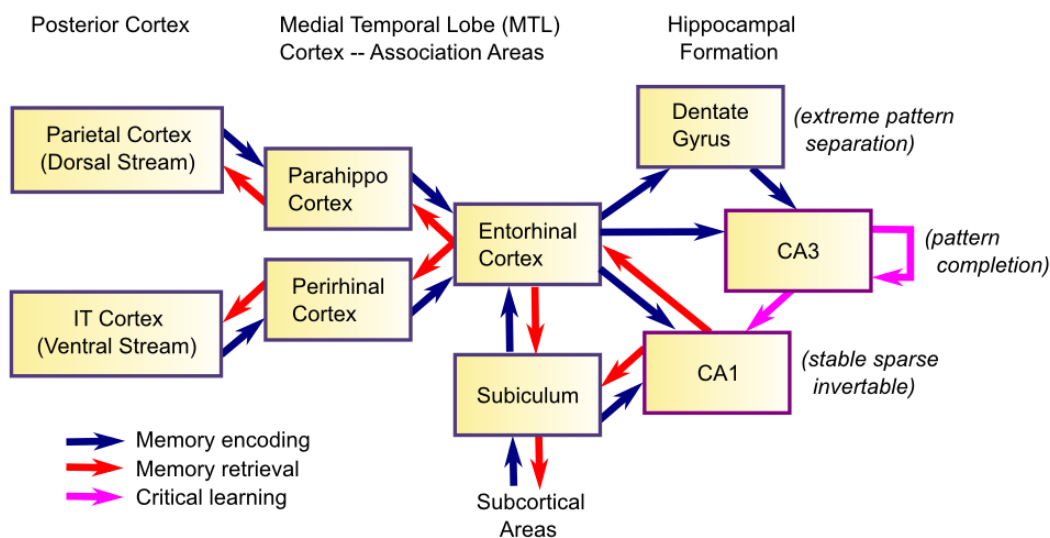 Posterior Cortex
Medial Temporal Lobe (MTL)
Cortex -- Association Areas
Hippocampal
Formation
Parietal Cortex
(Dorsal Stream)
Parahippo
Cortex
Entorhinal
Cortex
Dentate
Gyrus
(extreme pattern
separation)
CA3
(pattern
completion)
IT Cortex
(Ventral Stream)
Perirhinal
Cortex
Subiculum
CA1
(stable sparse
invertable)
Memory encoding
Memory retrieval
Critical learning
Subcortical
Areas